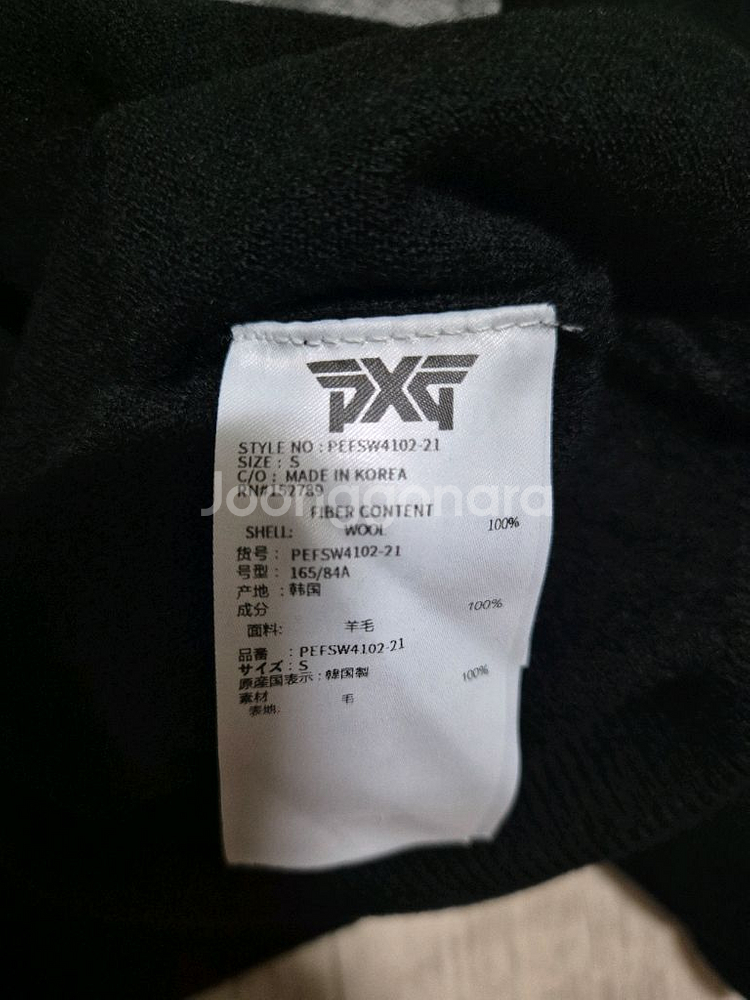 PXG
STYLE NO : PEFSW4102-21
SIZE : S
C/O : MADE IN KOREA
RN#152789
Joonggonara
FIBER CONTENT
SHELL: WOOL 100%
货号 : PEFSW4102-21
号型 : 165/84A
产地 : 韩国
成分
面料: 羊毛 100%
品番 : PEFSW4102-21
サイズ : S
原産国表示 : 韓国製
素材
表地: 毛 100%